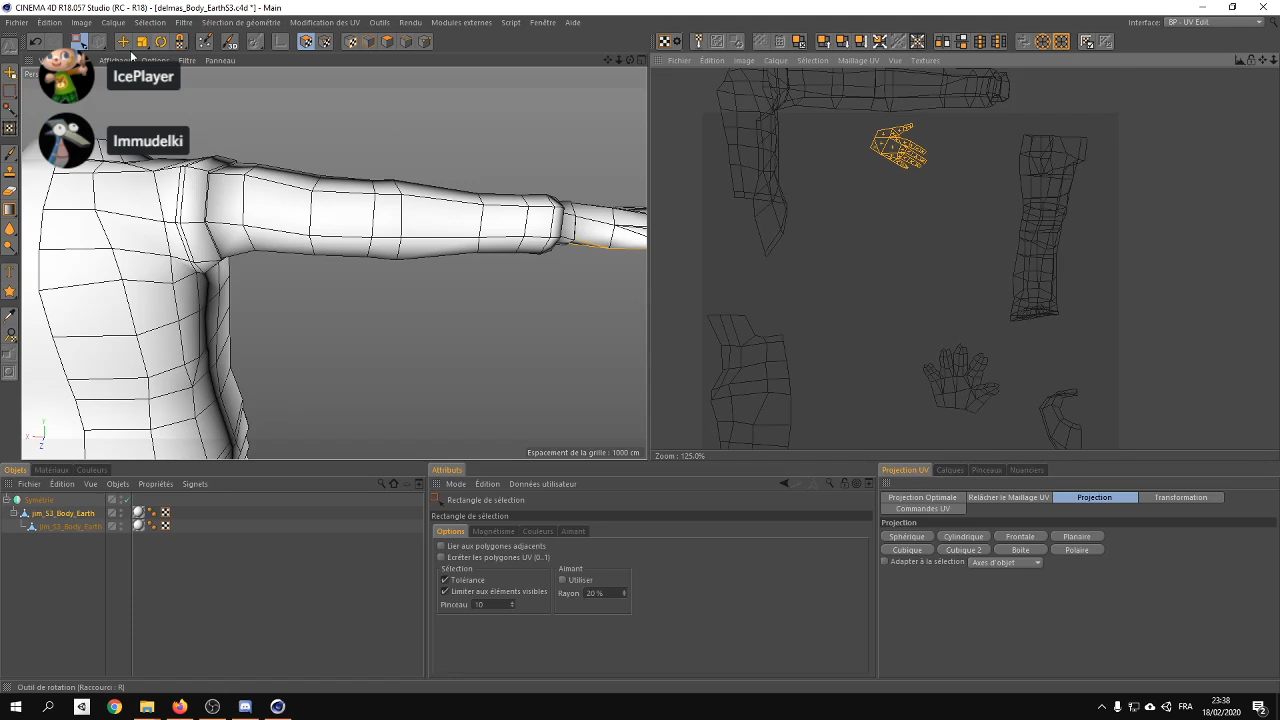 CINEMA 4D R18.057 Studio (RC - R18) - [delmas_Body_EarthS3.c4d *] - Main
Fichier Édition Image Calque Sélection Filtre Sélection de géométrie Modification des UV Outils Rendu Modules externes Script Fenêtre Aide Interface: BP - UV Edit
Options Filtre Panneau
Fichier Édition Image Calque Sélection Maillage UV Vue Textures
IcePlayer
Immudelki
Espacement de la grille : 1000 cm
Zoom : 125.0%
Objets Matériaux Couleurs
Fichier Édition Vue Objets Propriétés Signets
Symétrie
jim_S3_Body_Earth
jim_S3_Body_Earth
Attributs
Mode Édition Données utilisateur
Rectangle de sélection
Rectangle de sélection
Options Magnétisme Couleurs Aimant
Lier aux polygones adjacents
Ecréter les polygones UV (0..1)
Sélection Aimant
Tolérance Utiliser
Limiter aux éléments visibles Rayon 20 %
Pinceau 10
Projection UV Calques Pinceaux Nuanciers
Projection Optimale Relâcher le Maillage UV Projection Transformation
Commandes UV
Projection
Sphérique Cylindrique Frontale Planaire
Cubique Cubique 2 Boite Polaire
Adapter à la sélection Axes d'objet
Outil de rotation (Raccourci : R)
FRA
23:38
18/02/2020
2